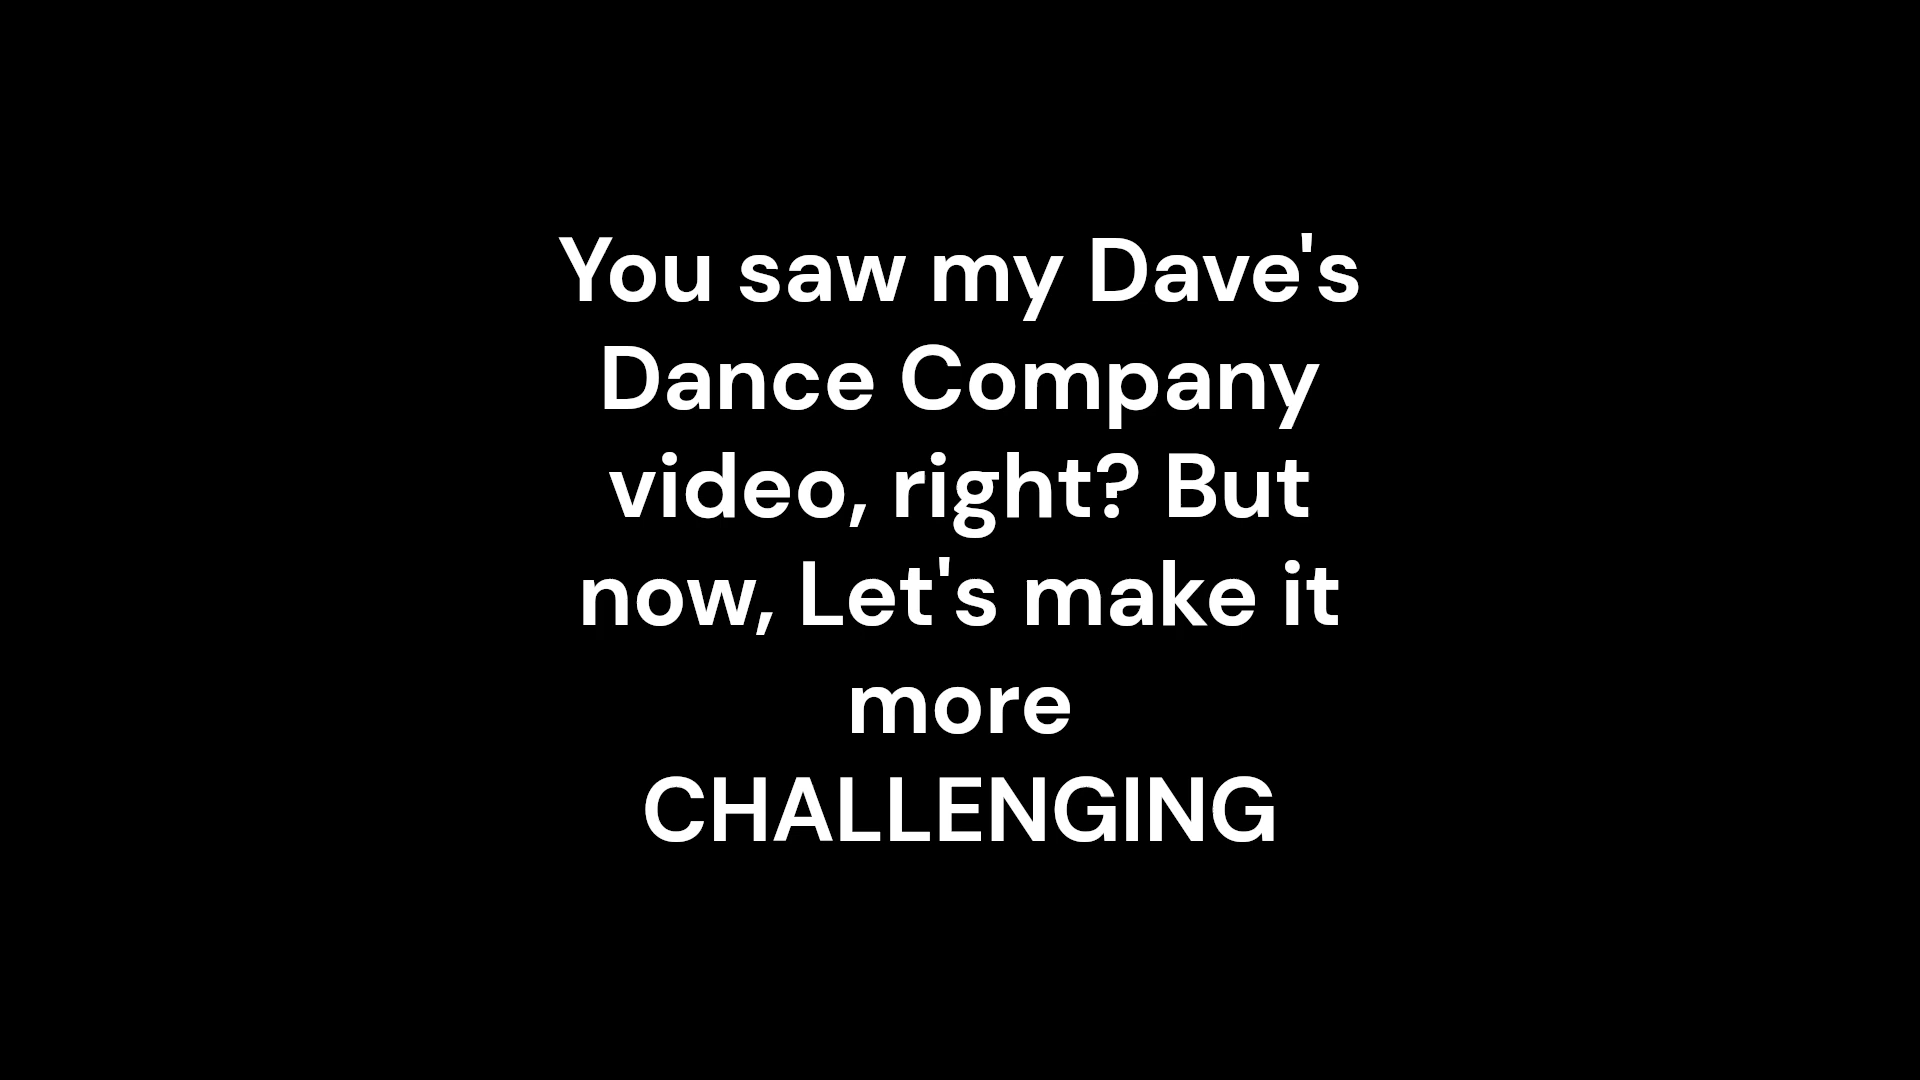 You saw my Dave's
Dance Company
video, right? But
now, Let's make it
more
CHALLENGING